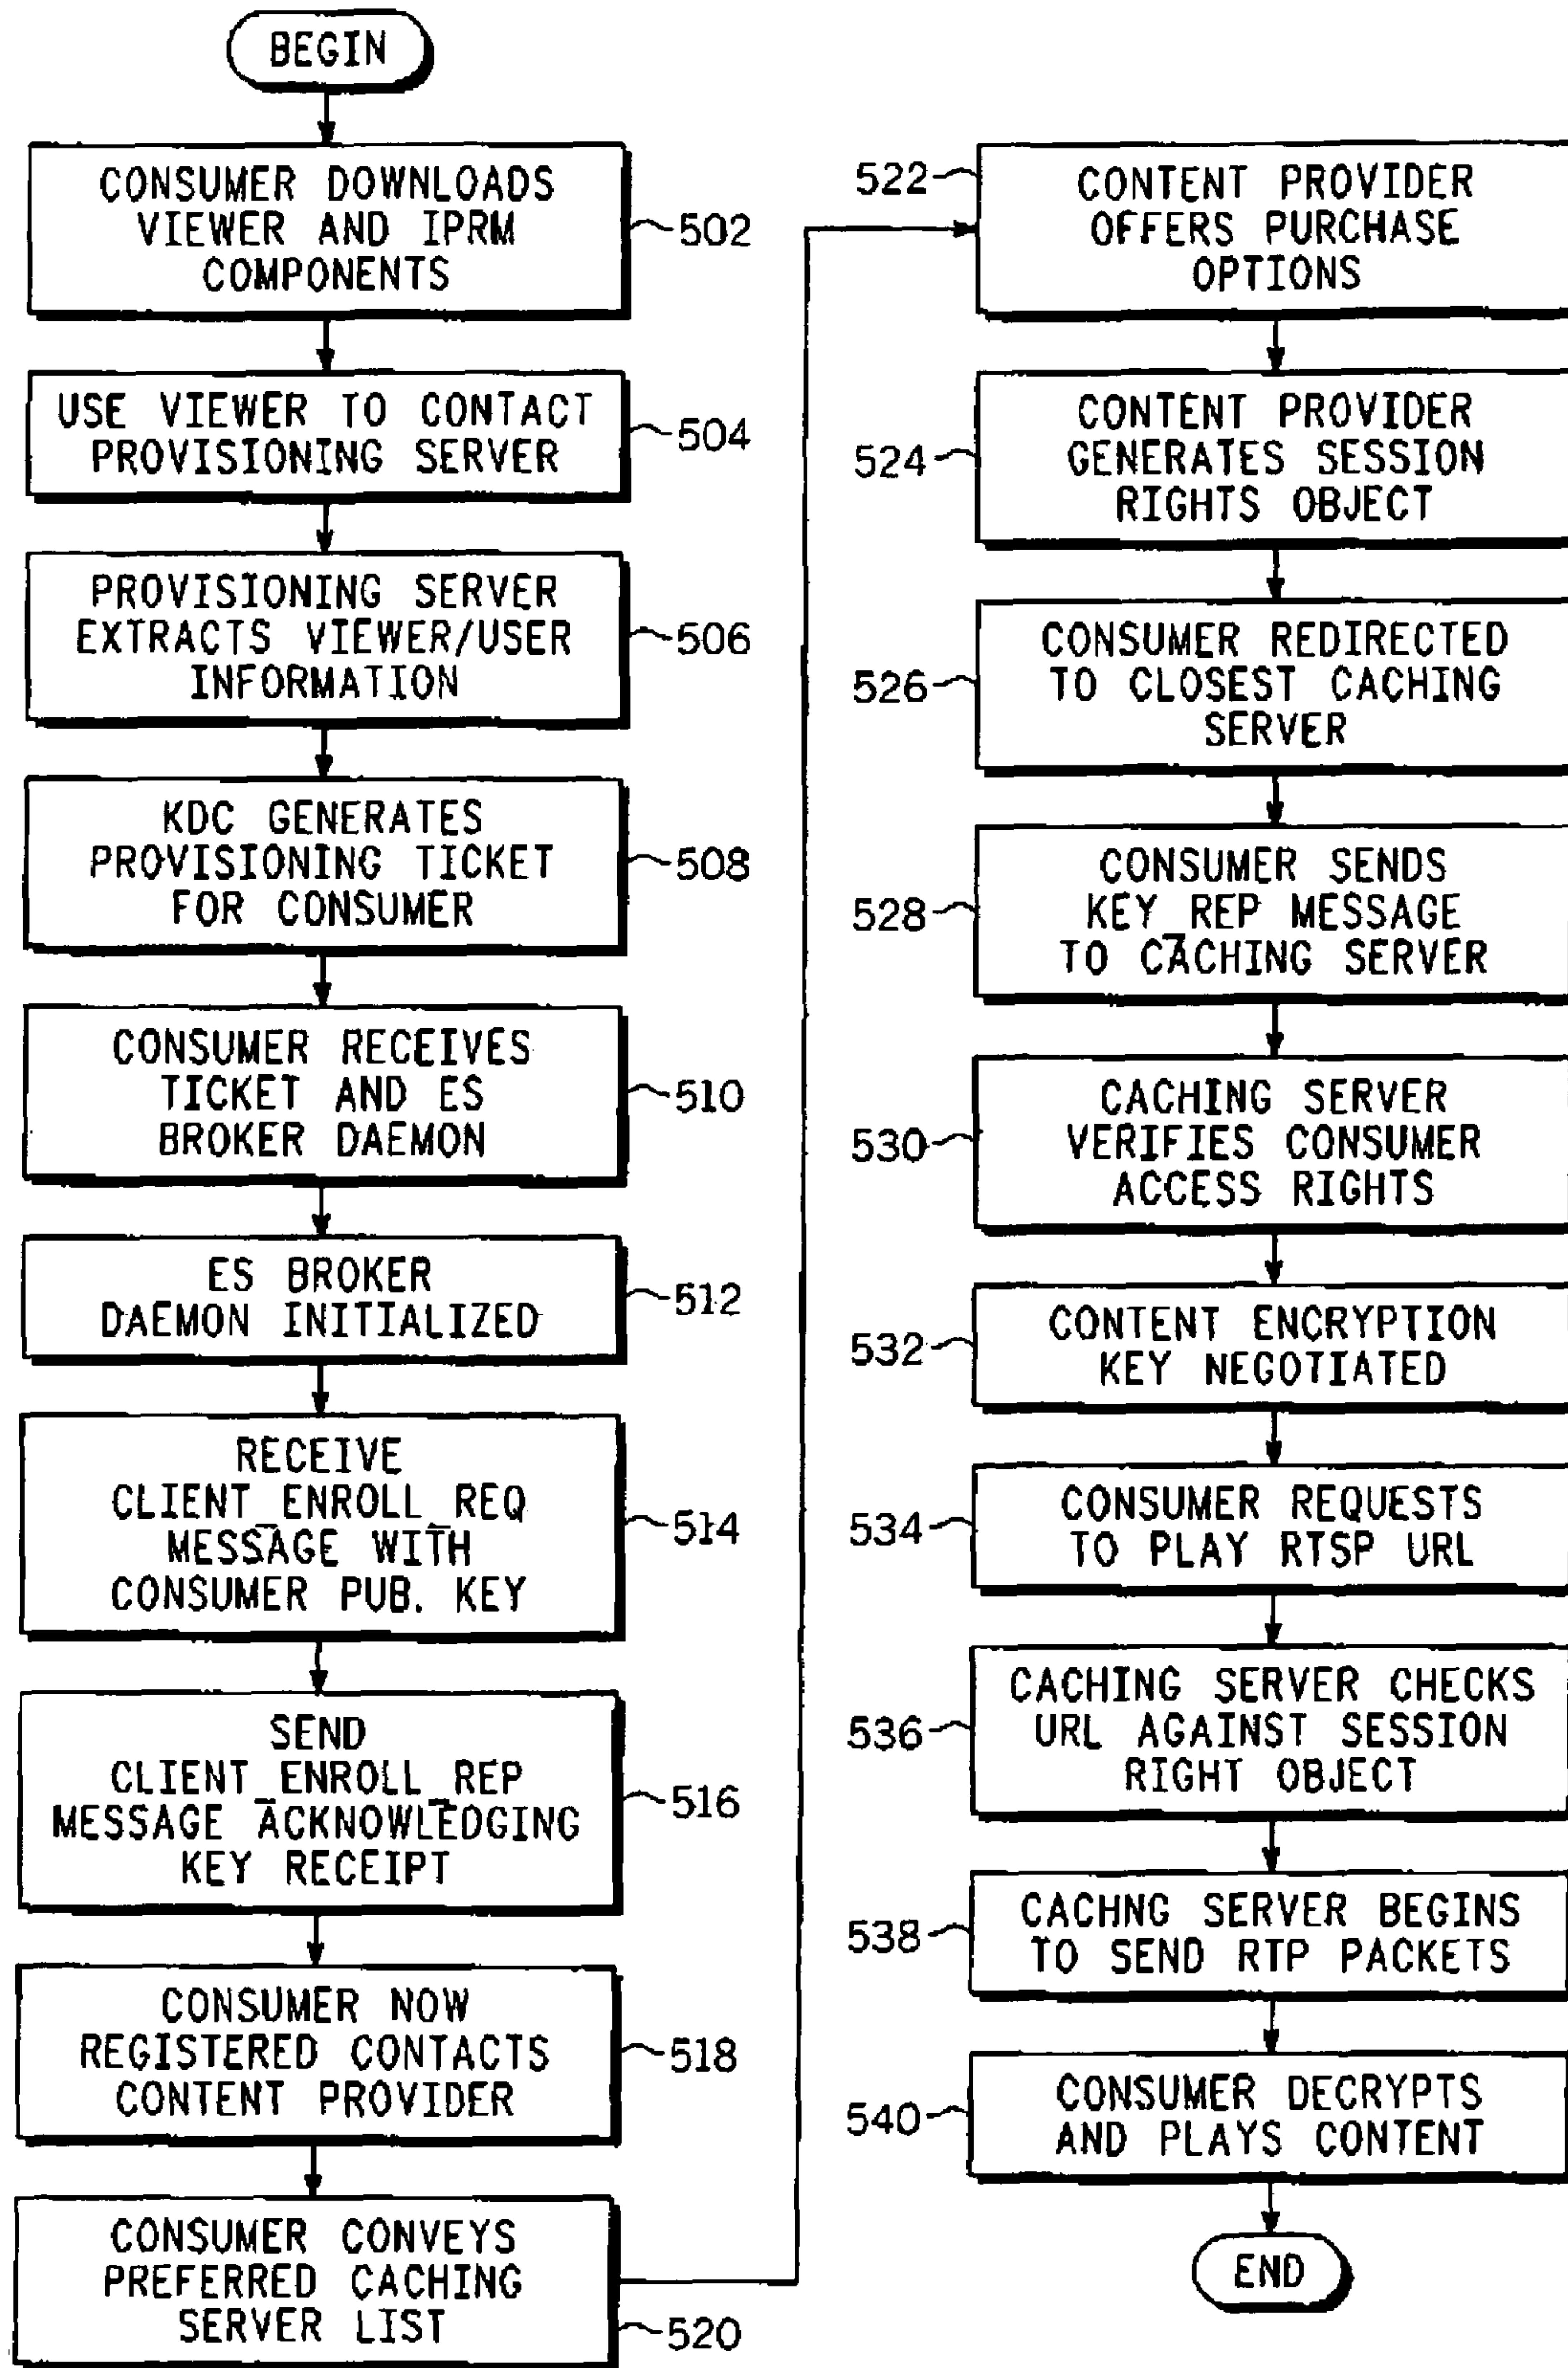 BEGIN
CONSUMER DOWNLOADS
VIEWER AND IPRM
COMPONENTS
502
USE VIEWER TO CONTACT
PROVISIONING SERVER
504
PROVISIONING SERVER
EXTRACTS VIEWER/USER
INFORMATION
506
KDC GENERATES
PROVISIONING TICKET
FOR CONSUMER
508
CONSUMER RECEIVES
TICKET AND ES
BROKER DAEMON
510
ES BROKER
DAEMON INITIALIZED
512
RECEIVE
CLIENT_ENROLL_REQ
MESSAGE WITH
CONSUMER PUB. KEY
514
SEND
CLIENT_ENROLL_REP
MESSAGE ACKNOWLEDGING
KEY RECEIPT
516
CONSUMER NOW
REGISTERED CONTACTS
CONTENT PROVIDER
518
CONSUMER CONVEYS
PREFERRED CACHING
SERVER LIST
520
522
CONTENT PROVIDER
OFFERS PURCHASE
OPTIONS
524
CONTENT PROVIDER
GENERATES SESSION
RIGHTS OBJECT
526
CONSUMER REDIRECTED
TO CLOSEST CACHING
SERVER
528
CONSUMER SENDS
KEY_REP MESSAGE
TO CACHING SERVER
530
CACHING SERVER
VERIFIES CONSUMER
ACCESS RIGHTS
532
CONTENT ENCRYPTION
KEY NEGOTIATED
534
CONSUMER REQUESTS
TO PLAY RTSP URL
536
CACHING SERVER CHECKS
URL AGAINST SESSION
RIGHT OBJECT
538
CACHNG SERVER BEGINS
TO SEND RTP PACKETS
540
CONSUMER DECRYPTS
AND PLAYS CONTENT
END